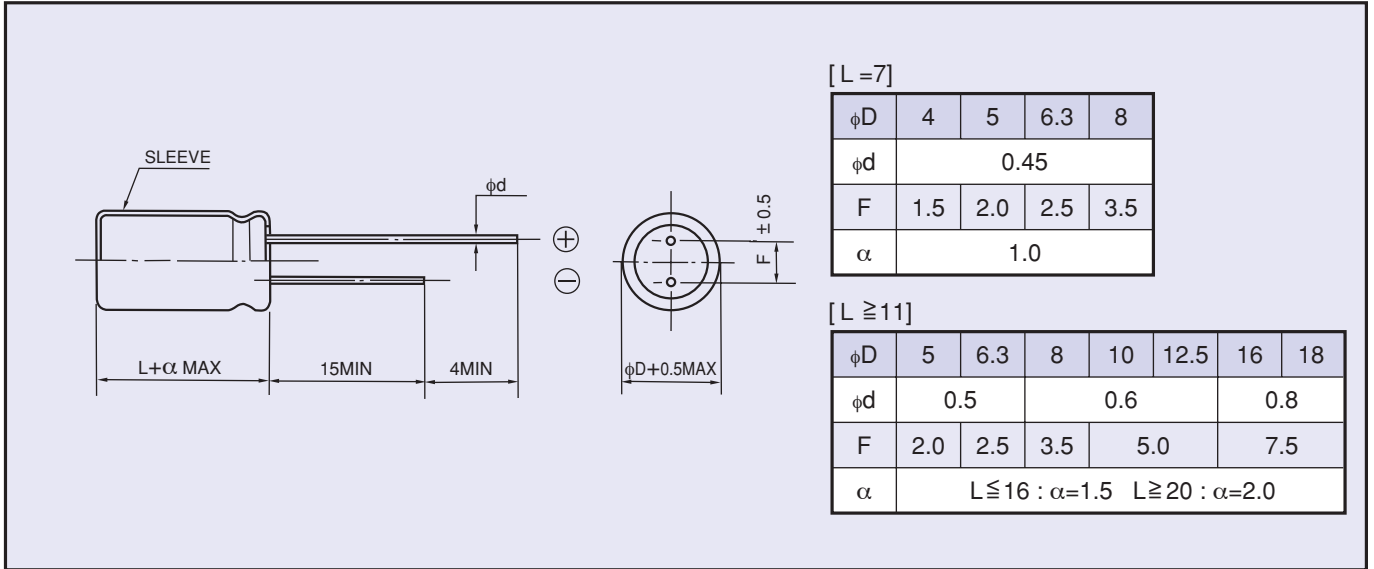 SLEEVE
φd
⊕
⊖
L+α MAX
15MIN
4MIN
F ± 0.5
φD+0.5MAX
[ L =7]
φD 4 5 6.3 8
φd 0.45
F 1.5 2.0 2.5 3.5
α 1.0
[ L ≧11]
φD 5 6.3 8 10 12.5 16 18
φd 0.5 0.6 0.8
F 2.0 2.5 3.5 5.0 7.5
α L≦16 : α=1.5 L≧20 : α=2.0